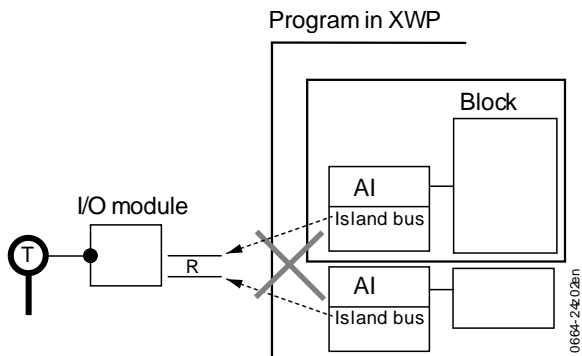 Program in XWP
Block
AI
Island bus
I/O module
T
R
AI
Island bus
0664-24z02en